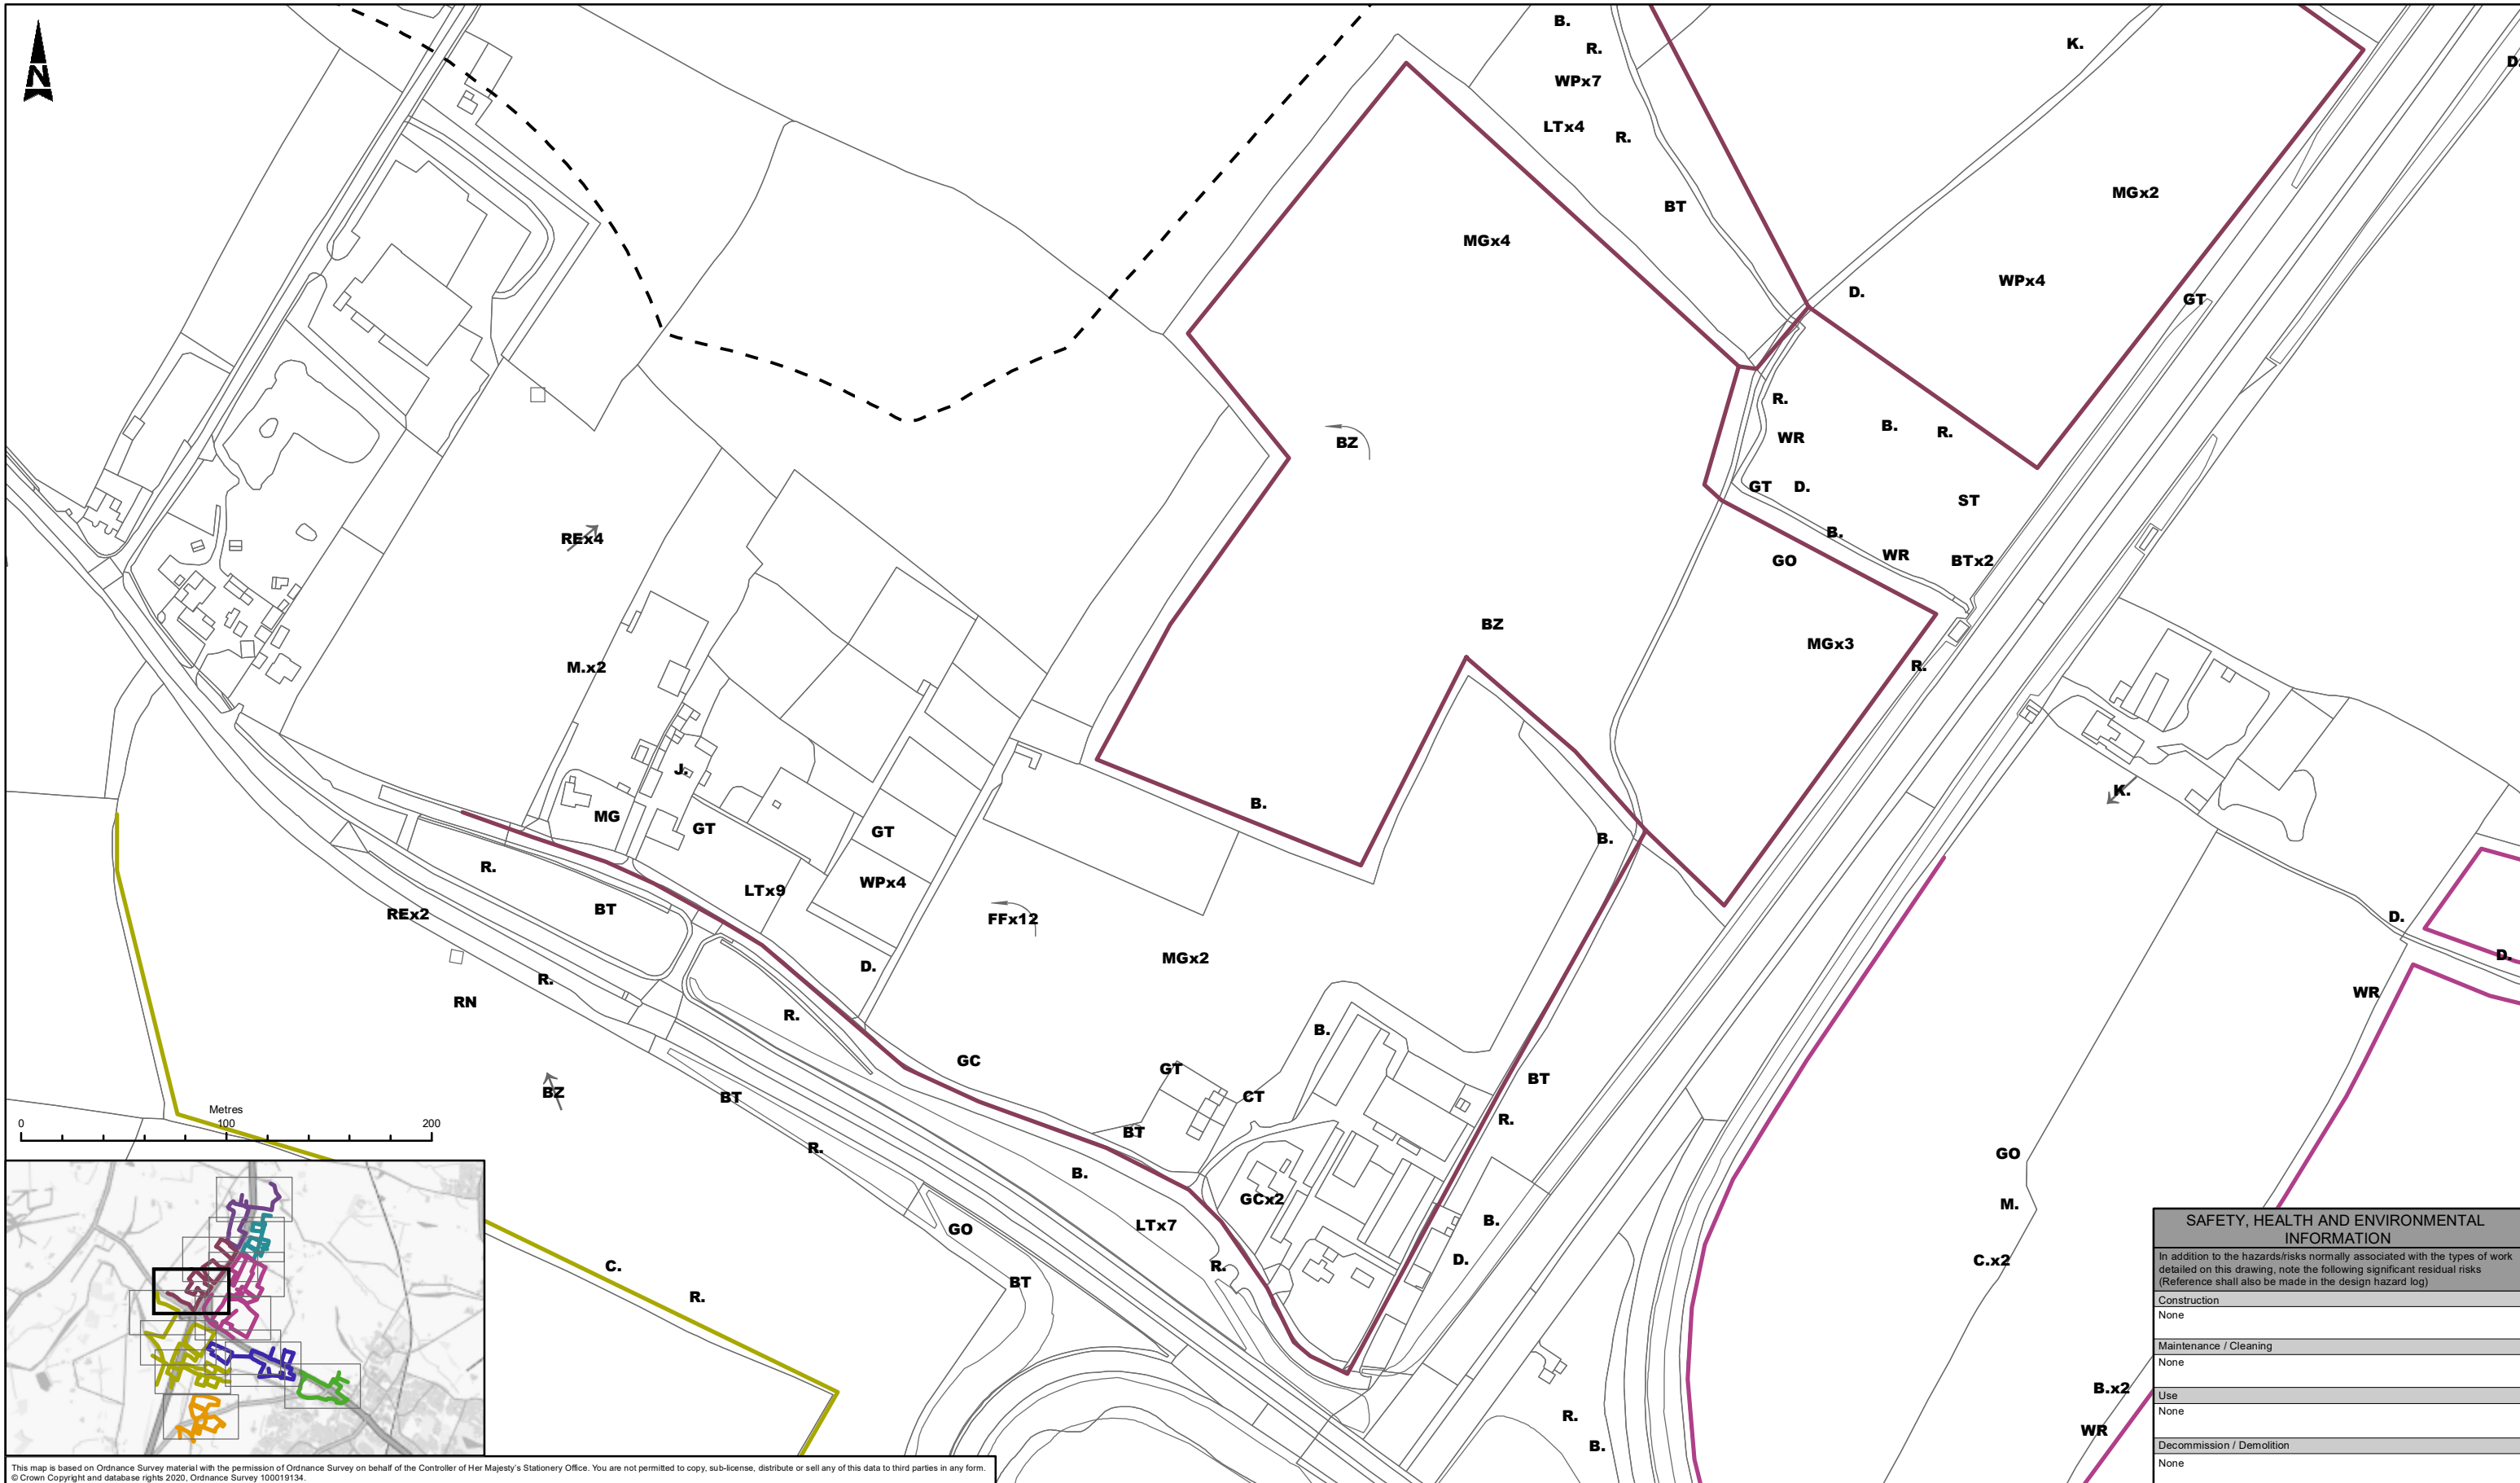 N
B.
R.
K.
D.
WPx7
LTx4
R.
MGx2
BT
MGx4
WPx4
D.
GT
R.
B.
R.
WR
BZ
GT
D.
ST
REx4
B.
WR
BTx2
GO
BZ
MGx3
M.x2
R.
J.
K.
B.
MG
GT
GT
B.
R.
LTx9
WPx4
BT
REx2
FFx12
D.
MGx2
D.
D.
R.
RN
WR
R.
B.
GC
GT
BT
BZ
BT
CT
Metres
0
100
200
R.
BT
R.
GO
B.
GCx2
M.
LTx7
B.
GO
D.
C.x2
C.
R.
BT
R.
SAFETY, HEALTH AND ENVIRONMENTAL
INFORMATION
In addition to the hazards/risks normally associated with the types of work
detailed on this drawing, note the following significant residual risks
(Reference shall also be made in the design hazard log)
Construction
None
Maintenance / Cleaning
None
B.x2
Use
R.
None
WR
B.
Decommission / Demolition
None
This map is based on Ordnance Survey material with the permission of Ordnance Survey on behalf of the Controller of Her Majesty's Stationery Office. You are not permitted to copy, sub-license, distribute or sell any of this data to third parties in any form.
© Crown Copyright and database rights 2020, Ordnance Survey 100019134.